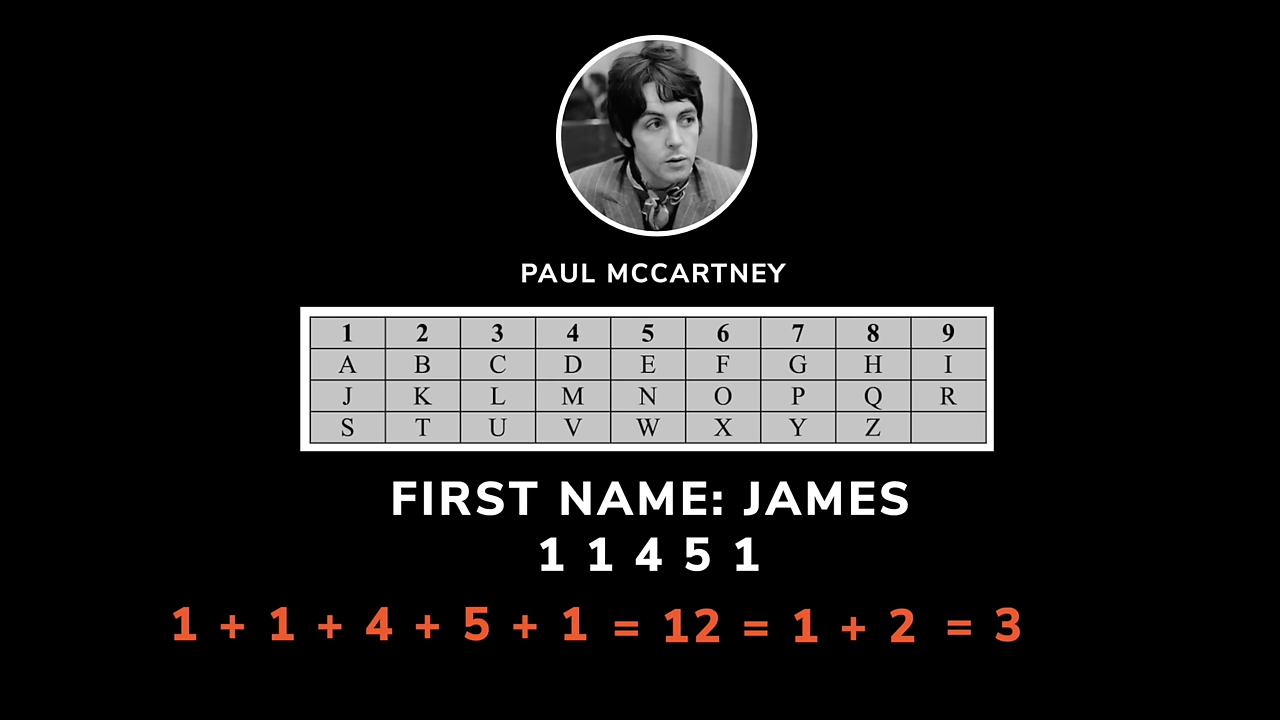 PAUL MCCARTNEY
1 2 3 4 5 6 7 8 9
A B C D E F G H I
J K L M N O P Q R
S T U V W X Y Z
FIRST NAME: JAMES
1 1 4 5 1
1 + 1 + 4 + 5 + 1 = 12 = 1 + 2 = 3